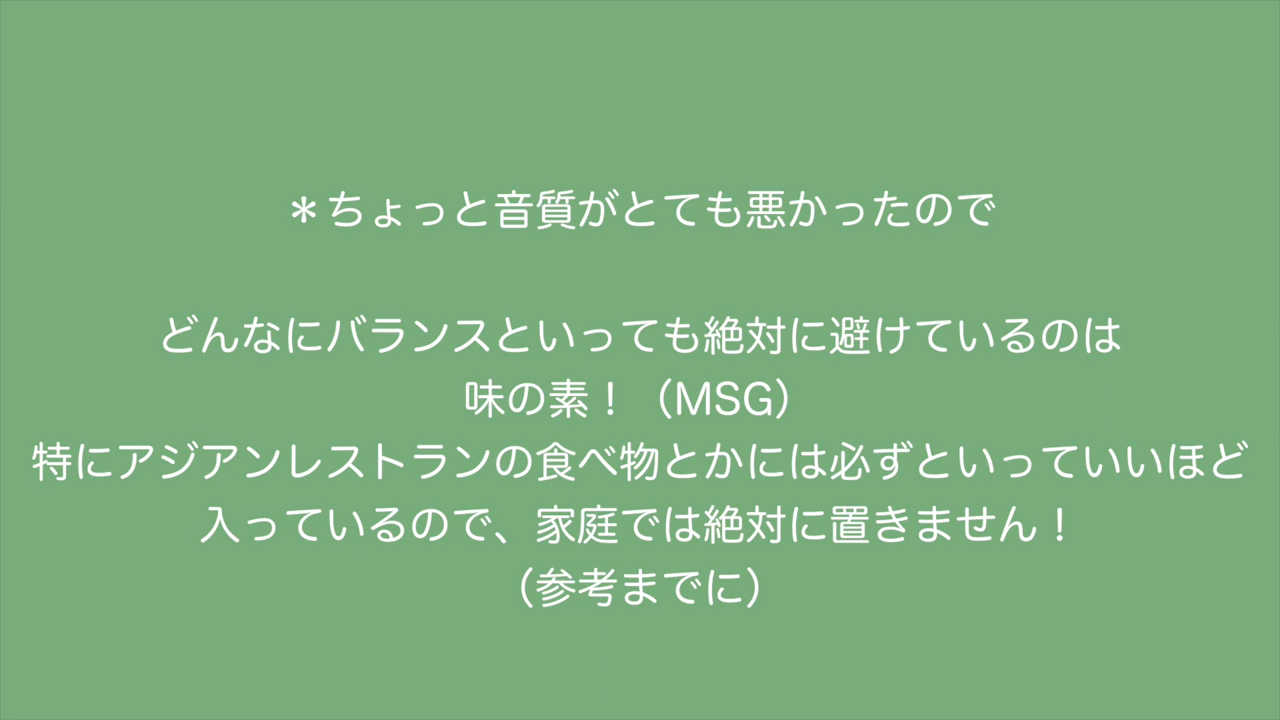 ＊ちょっと音質がとても悪かったので
どんなにバランスといっても絶対に避けているのは
味の素！（MSG）
特にアジアンレストランの食べ物とかには必ずといっていいほど
入っているので、家庭では絶対に置きません！
（参考までに）